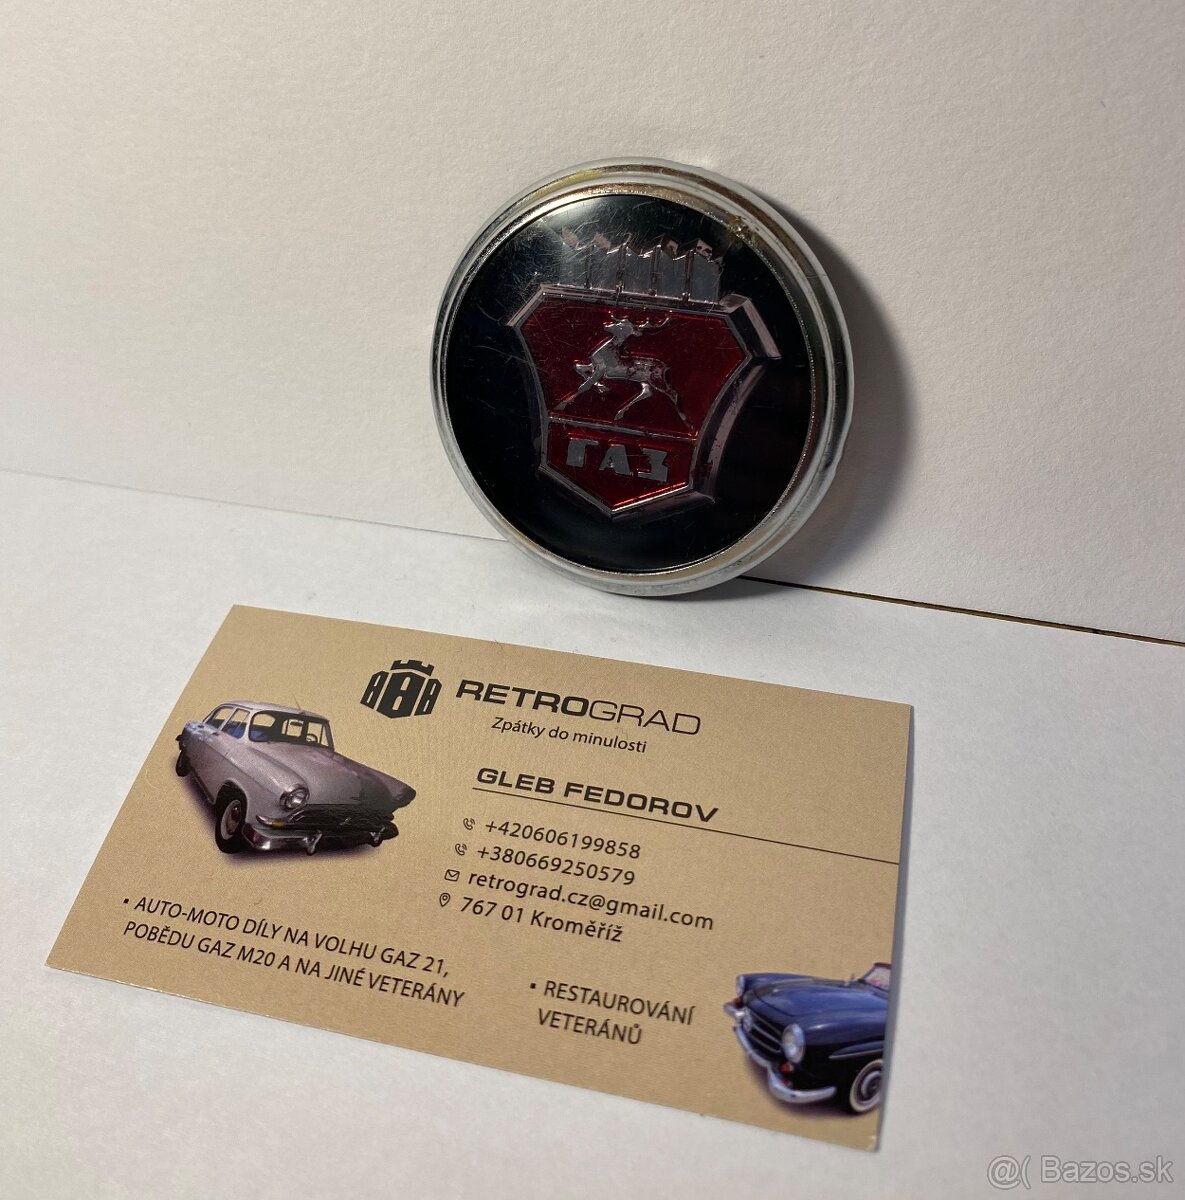 ГАЗ
RETROGRAD
Zpátky do minulosti
GLEB FEDOROV
+420606199858
+380669250579
retrograd.cz@gmail.com
767 01 Kroměříž
▪ AUTO-MOTO DÍLY NA VOLHU GAZ 21,
POBĚDU GAZ M20 A NA JINÉ VETERÁNY
▪ RESTAUROVÁNÍ
VETERÁNŮ
@( Bazos.sk